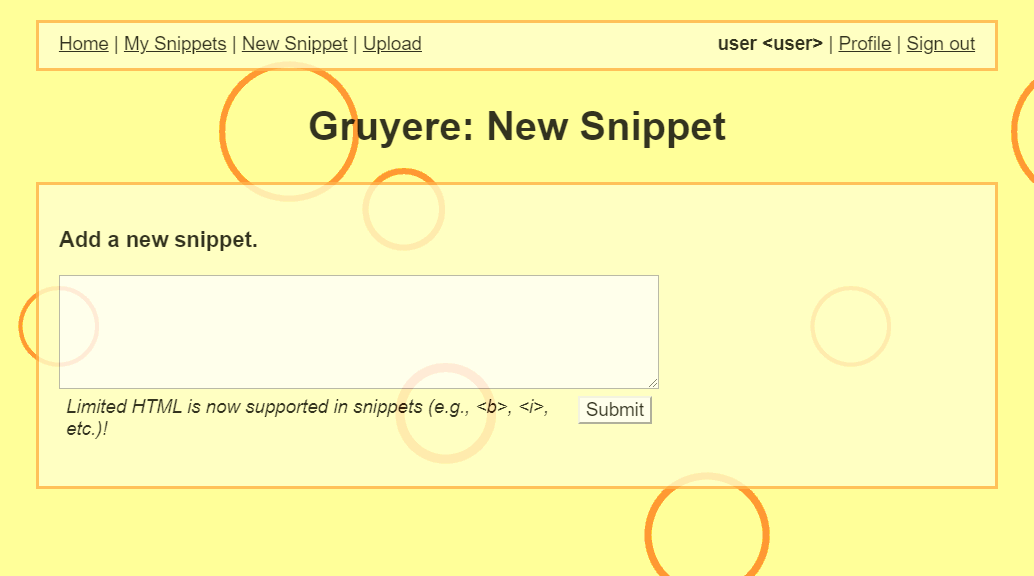 Home | My Snippets | New Snippet | Upload user <user> | Profile | Sign out
Gruyere: New Snippet
Add a new snippet.
Limited HTML is now supported in snippets (e.g., <b>, <i>,
etc.)!
Submit